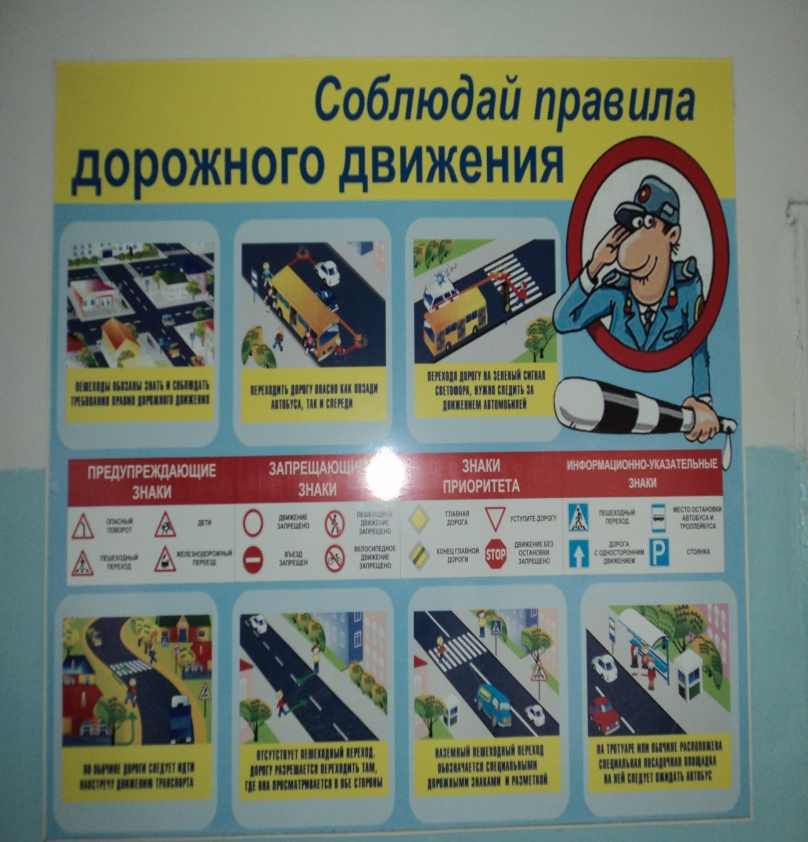 Соблюдай правила
дорожного движения
ПЕШЕХОДЫ ОБЯЗАНЫ ЗНАТЬ И СОБЛЮДАТЬ
ТРЕБОВАНИЯ ПРАВИЛ ДОРОЖНОГО ДВИЖЕНИЯ
ПЕРЕХОДИТЬ ДОРОГУ ОПАСНО КАК ПОЗАДИ
АВТОБУСА, ТАК И СПЕРЕДИ
ПЕРЕХОДЯ ДОРОГУ НА ЗЕЛЕНЫЙ СИГНАЛ
СВЕТОФОРА, НУЖНО СЛЕДИТЬ ЗА
ДВИЖЕНИЕМ АВТОМОБИЛЕЙ
ПРЕДУПРЕЖДАЮЩИЕ
ЗНАКИ
ОПАСНЫЙ
ПОВОРОТ
ДЕТИ
ПЕШЕХОДНЫЙ
ПЕРЕХОД
ЖЕЛЕЗНОДОРОЖНЫЙ
ПЕРЕЕЗД
ЗАПРЕЩАЮЩИЕ
ЗНАКИ
ДВИЖЕНИЕ
ЗАПРЕЩЕНО
ПЕШЕХОДНОЕ
ДВИЖЕНИЕ
ЗАПРЕЩЕНО
ВЪЕЗД
ЗАПРЕЩЕН
ВЕЛОСИПЕДНОЕ
ДВИЖЕНИЕ
ЗАПРЕЩЕНО
ЗНАКИ
ПРИОРИТЕТА
ГЛАВНАЯ
ДОРОГА
УСТУПИТЕ ДОРОГУ
КОНЕЦ ГЛАВНОЙ
ДОРОГИ
STOP
ДВИЖЕНИЕ БЕЗ
ОСТАНОВКИ
ЗАПРЕЩЕНО
ИНФОРМАЦИОННО-УКАЗАТЕЛЬНЫЕ
ЗНАКИ
ПЕШЕХОДНЫЙ
ПЕРЕХОД
МЕСТО ОСТАНОВКИ
АВТОБУСА И
ТРОЛЛЕЙБУСА
ДОРОГА
С ОДНОСТОРОННИМ
ДВИЖЕНИЕМ
P
СТОЯНКА
ПО ОБОЧИНЕ ДОРОГИ СЛЕДУЕТ ИДТИ
НАВСТРЕЧУ ДВИЖЕНИЮ ТРАНСПОРТА
ОТСУТСТВУЕТ ПЕШЕХОДНЫЙ ПЕРЕХОД.
ДОРОГУ РАЗРЕШАЕТСЯ ПЕРЕХОДИТЬ ТАМ,
ГДЕ ОНА ПРОСМАТРИВАЕТСЯ В ОБЕ СТОРОНЫ
НАЗЕМНЫЙ ПЕШЕХОДНЫЙ ПЕРЕХОД
ОБОЗНАЧАЕТСЯ СПЕЦИАЛЬНЫМИ
ДОРОЖНЫМИ ЗНАКАМИ И РАЗМЕТКОЙ
НА ТРОТУАРЕ ИЛИ ОБОЧИНЕ РАСПОЛОЖЕНА
СПЕЦИАЛЬНАЯ ПОСАДОЧНАЯ ПЛОЩАДКА
НА НЕЙ СЛЕДУЕТ ОЖИДАТЬ АВТОБУС